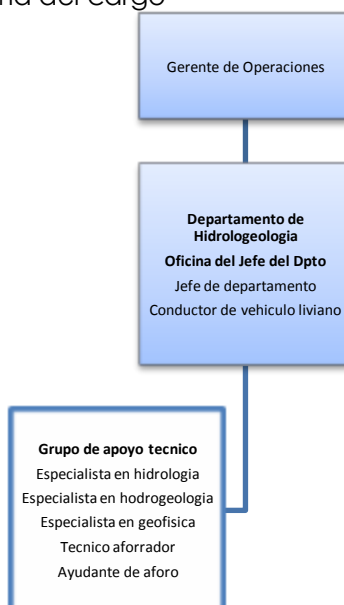 del cargo
Gerente de Operaciones
Departamento de
Hidrologeologia
Oficina del Jefe del Dpto
Jefe de departamento
Conductor de vehiculo liviano
Grupo de apoyo tecnico
Especialista en hidrologia
Especialista en hodrogeologia
Especialista en geofisica
Tecnico aforrador
Ayudante de aforo